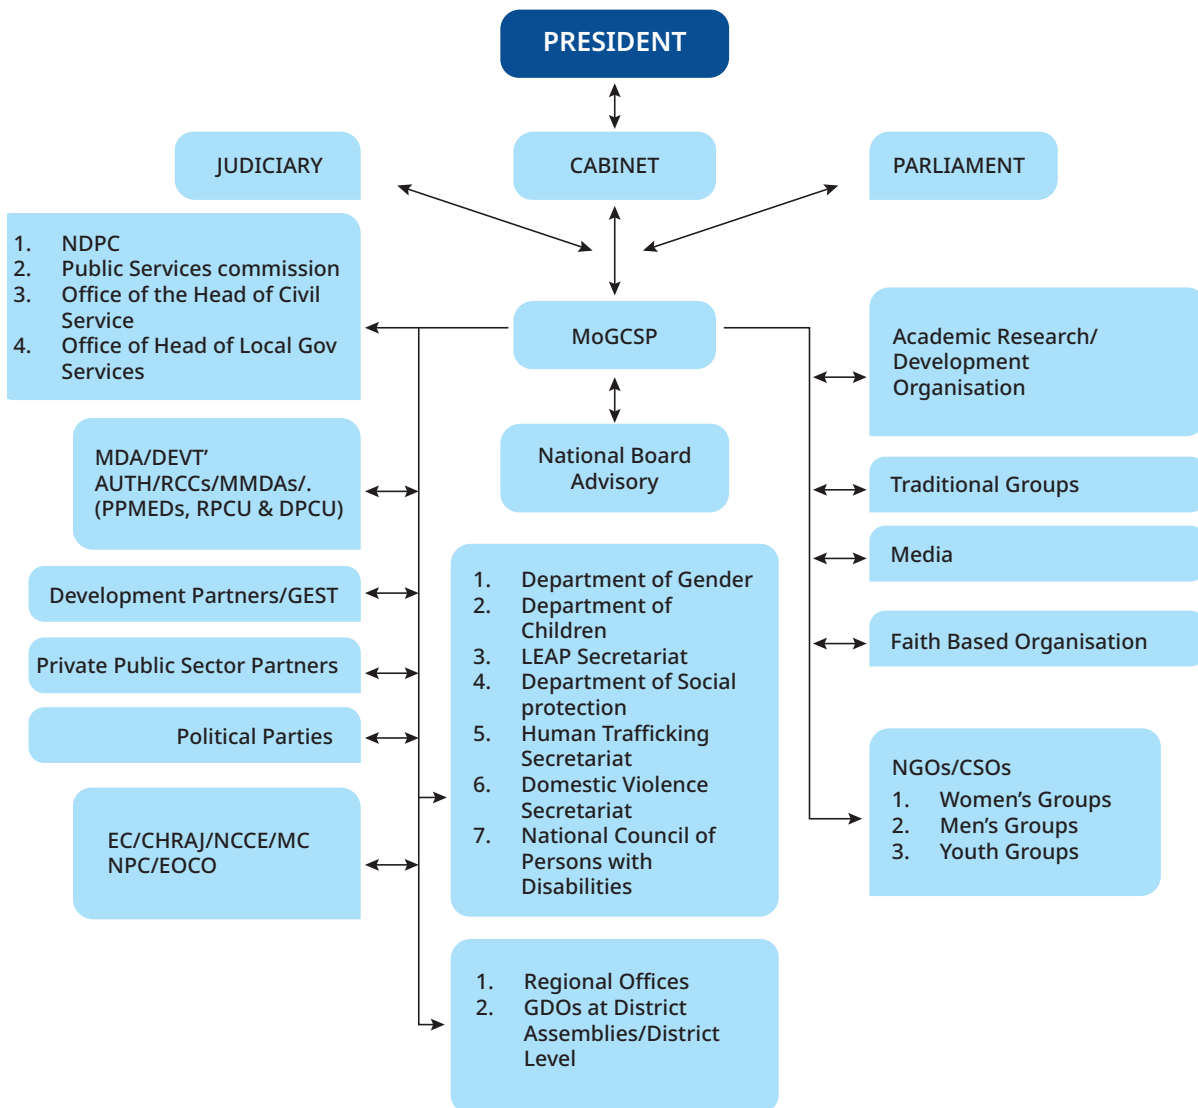 PRESIDENT
JUDICIARY
CABINET
PARLIAMENT
1. NDPC
2. Public Services commission
3. Office of the Head of Civil
Service
4. Office of Head of Local Gov
Services
MoGCSP
Academic Research/
Development
Organisation
MDA/DEVT’
AUTH/RCCs/MMDAs/.
(PPMEDs, RPCU & DPCU)
National Board
Advisory
Traditional Groups
Media
Development Partners/GEST
Private Public Sector Partners
Political Parties
EC/CHRAJ/NCCE/MC
NPC/EOCO
1. Department of Gender
2. Department of
Children
3. LEAP Secretariat
4. Department of Social
protection
5. Human Trafficking
Secretariat
6. Domestic Violence
Secretariat
7. National Council of
Persons with
Disabilities
Faith Based Organisation
NGOs/CSOs
1. Women’s Groups
2. Men’s Groups
3. Youth Groups
1. Regional Offices
2. GDOs at District
Assemblies/District
Level